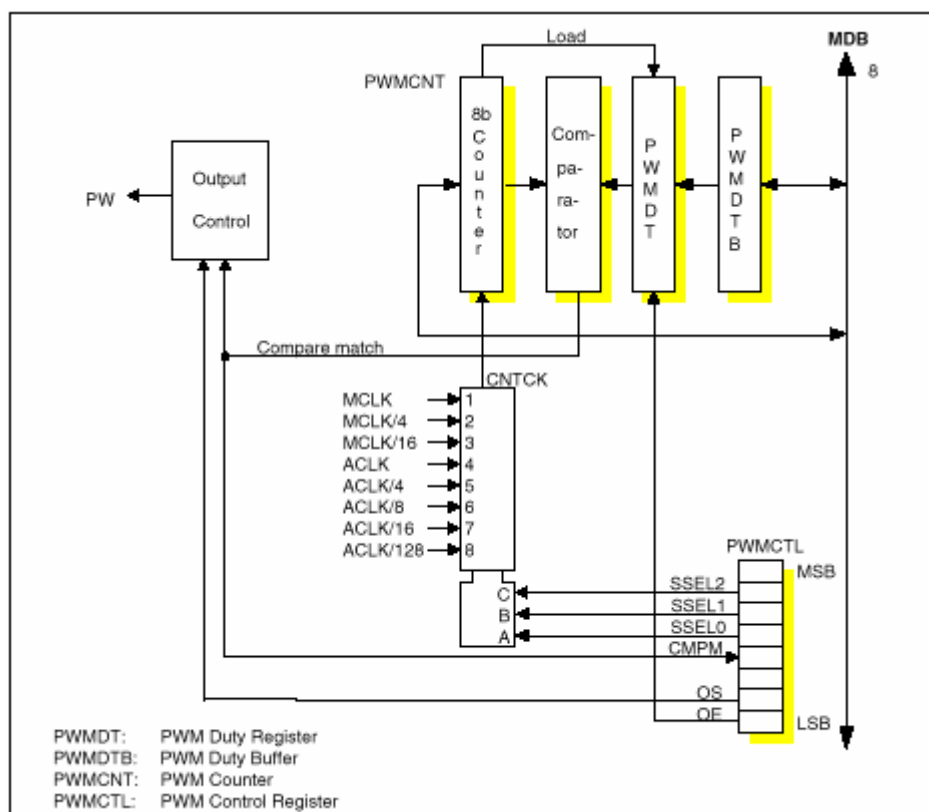 Load
MDB
8
PWMCNT
8b
Counter
Com-
pa-
ra-
tor
PWMDT
PWMDTB
Output
Control
PW
Compare match
CNTCK
MCLK 1
MCLK/4 2
MCLK/16 3
ACLK 4
ACLK/4 5
ACLK/8 6
ACLK/16 7
ACLK/128 8
PWMCTL
MSB
SSEL2 C
SSEL1 B
SSEL0 A
CMPM
OS
OE
LSB
PWMDT: PWM Duty Register
PWMDTB: PWM Duty Buffer
PWMCNT: PWM Counter
PWMCTL: PWM Control Register